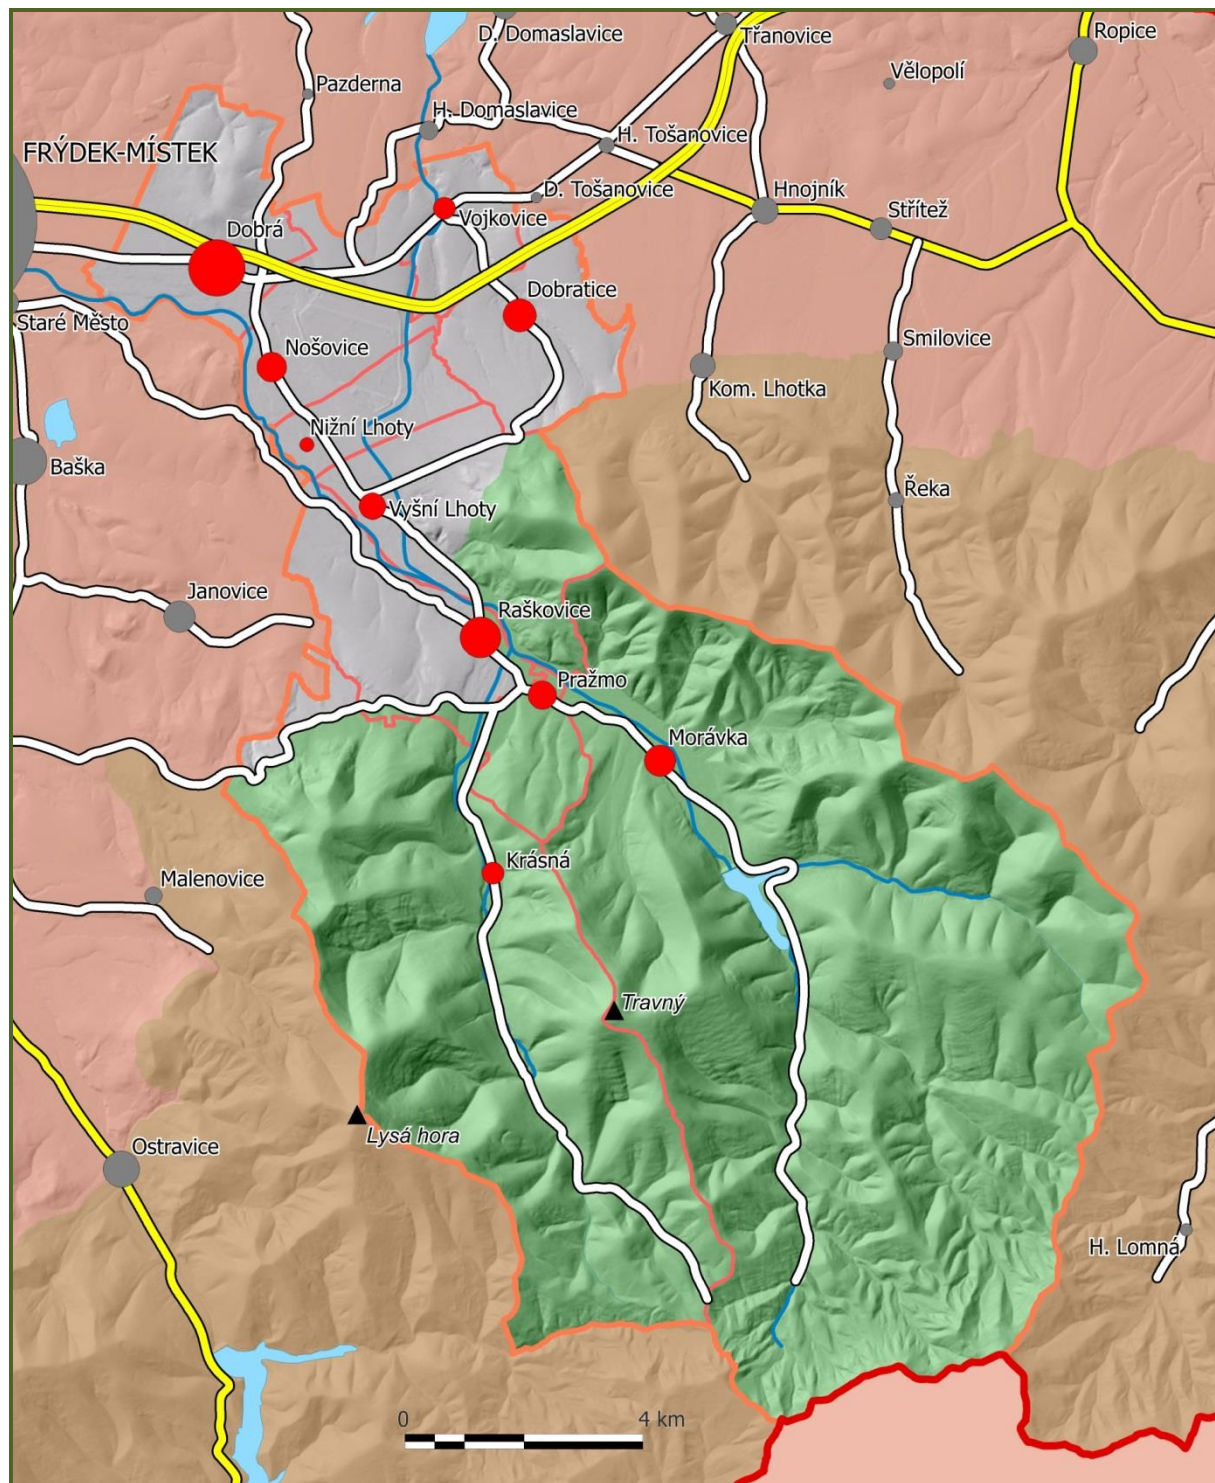 D. Domaslavice
Třanovice
Ropice
Vělopolí
Pazderna
H. Domaslavice
H. Tošanovice
FRÝDEK-MÍSTEK
D. Tošanovice
Hnojník
Střítež
Vojkovice
Dobrá
Dobratice
Staré Město
Smilovice
Nošovice
Kom. Lhotka
Nižní Lhoty
Baška
Řeka
Vyšní Lhoty
Janovice
Raškovice
Pražmo
Morávka
Krásná
Malenovice
Travný
Lysá hora
Ostravice
H. Lomná
0 4 km